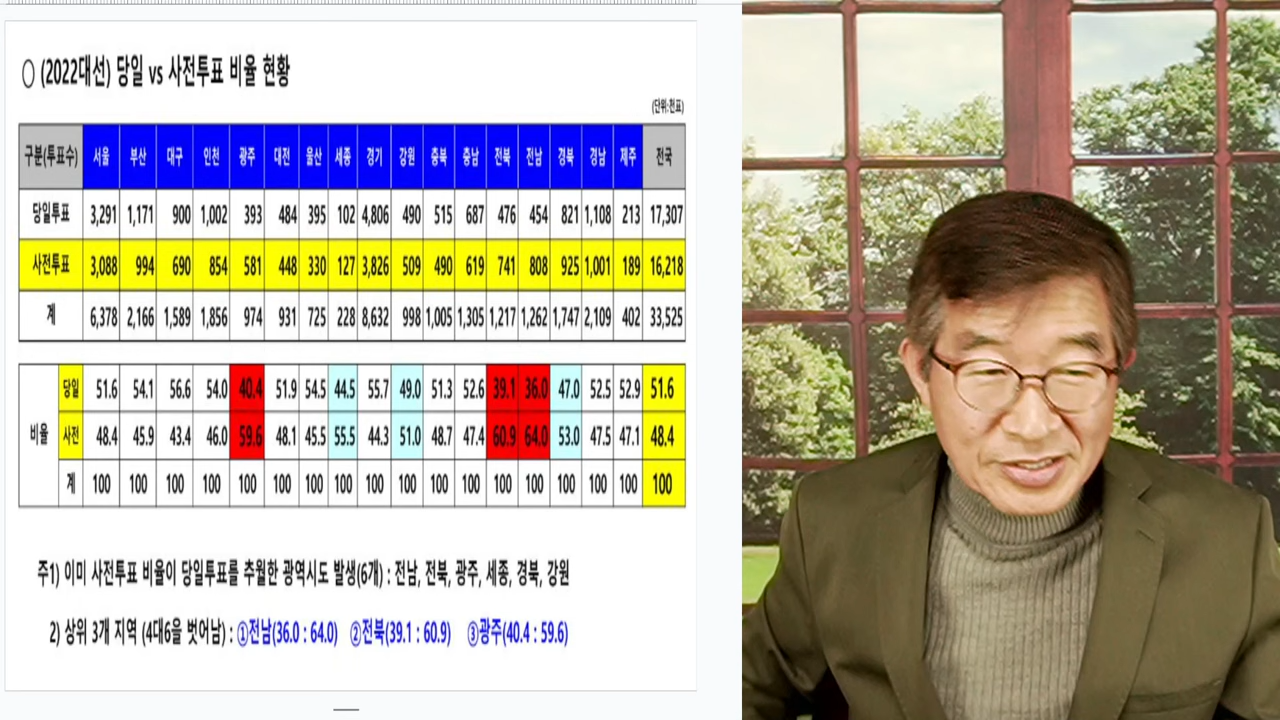 ○ (2022대선) 당일 vs 사전투표 비율 현황
(단위:천표)
구분(투표수) 서울 부산 대구 인천 광주 대전 울산 세종 경기 강원 충북 충남 전북 전남 경북 경남 제주 전국
당일투표 3,291 1,171 900 1,002 393 484 395 102 4,806 490 515 687 476 454 821 1,108 213 17,307
사전투표 3,088 994 690 854 581 448 330 127 3,826 509 490 619 741 808 925 1,001 189 16,218
계 6,378 2,166 1,589 1,856 974 931 725 228 8,632 998 1,005 1,305 1,217 1,262 1,747 2,109 402 33,525
비율
당일 51.6 54.1 56.6 54.0 40.4 51.9 54.5 44.5 55.7 49.0 51.3 52.6 39.1 36.0 47.0 52.5 52.9 51.6
사전 48.4 45.9 43.4 46.0 59.6 48.1 45.5 55.5 44.3 51.0 48.7 47.4 60.9 64.0 53.0 47.5 47.1 48.4
계 100 100 100 100 100 100 100 100 100 100 100 100 100 100 100 100 100 100
주1) 이미 사전투표 비율이 당일투표를 추월한 광역시도 발생(6개) : 전남, 전북, 광주, 세종, 경북, 강원
2) 상위 3개 지역 (4대6을 벗어남) : ①전남(36.0 : 64.0) ②전북(39.1 : 60.9) ③광주(40.4 : 59.6)